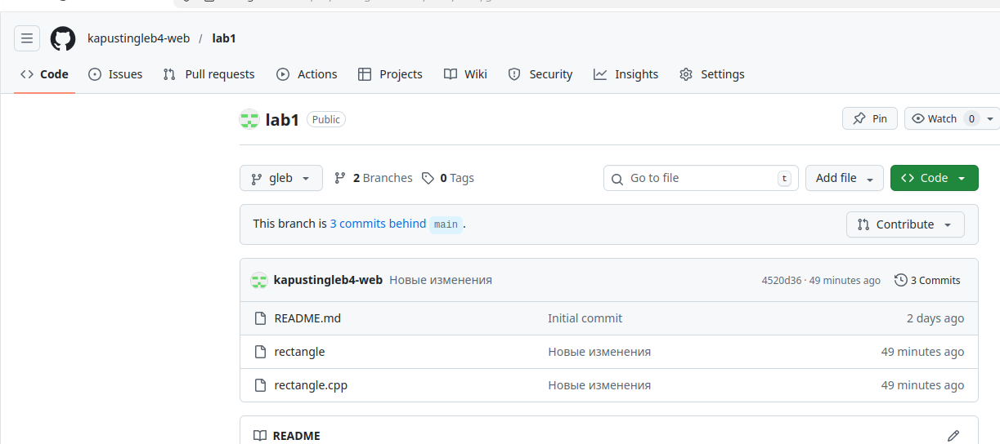 kapustingleb4-web / lab1
Code Issues Pull requests Actions Projects Wiki Security Insights Settings
lab1 Public Pin Watch 0
gleb 2 Branches 0 Tags Go to file t Add file Code
This branch is 3 commits behind main . Contribute
kapustingleb4-web Новые изменения 4520d36 · 49 minutes ago 3 Commits
README.md Initial commit 2 days ago
rectangle Новые изменения 49 minutes ago
rectangle.cpp Новые изменения 49 minutes ago
README